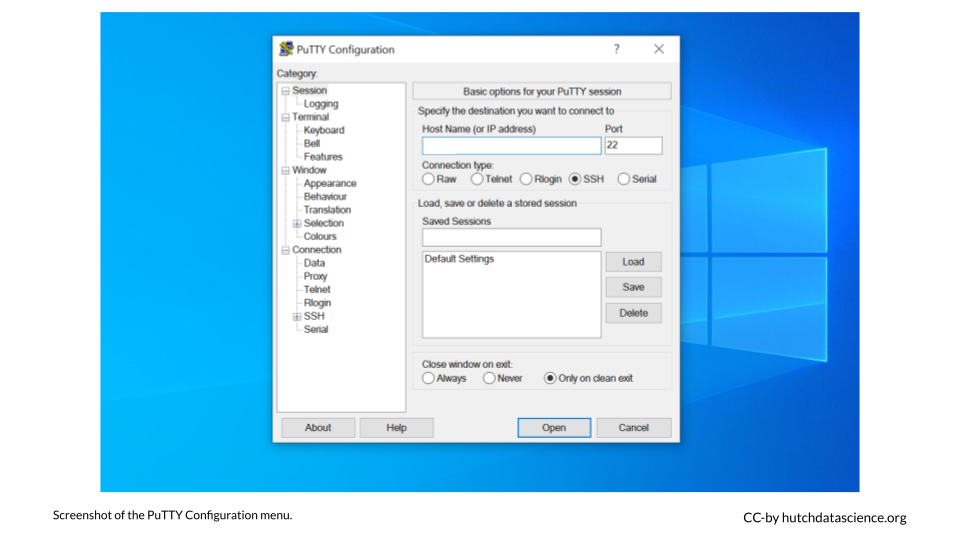 PuTTY Configuration
?
Category:
Session
Logging
Terminal
Keyboard
Bell
Features
Window
Appearance
Behaviour
Translation
Selection
Colours
Connection
Data
Proxy
Telnet
Rlogin
SSH
Serial
Basic options for your PuTTY session
Specify the destination you want to connect to
Host Name (or IP address) Port
22
Connection type:
Raw Telnet Rlogin SSH Serial
Load, save or delete a stored session
Saved Sessions
Default Settings
Load
Save
Delete
Close window on exit:
Always Never Only on clean exit
About Help Open Cancel
Screenshot of the PuTTY Configuration menu.
CC-by hutchdatascience.org